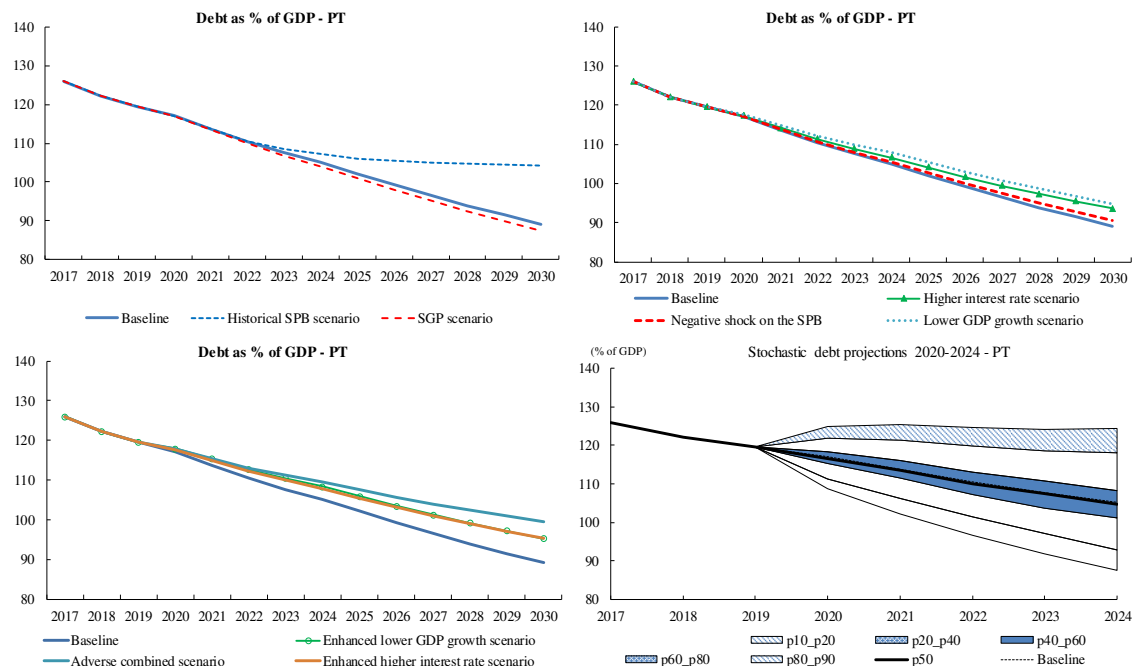 Debt as % of GDP - PT
140
130
120
110
100
90
80
2017 2018 2019 2020 2021 2022 2023 2024 2025 2026 2027 2028 2029 2030
Baseline Historical SPB scenario SGP scenario
Debt as % of GDP - PT
140
130
120
110
100
90
80
2017 2018 2019 2020 2021 2022 2023 2024 2025 2026 2027 2028 2029 2030
Baseline Higher interest rate scenario
Negative shock on the SPB Lower GDP growth scenario
Debt as % of GDP - PT
140
130
120
110
100
90
80
2017 2018 2019 2020 2021 2022 2023 2024 2025 2026 2027 2028 2029 2030
Baseline Enhanced lower GDP growth scenario
Adverse combined scenario Enhanced higher interest rate scenario
(% of GDP) Stochastic debt projections 2020-2024 - PT
140
130
120
110
100
90
80
2017 2018 2019 2020 2021 2022 2023 2024
p10_p20 p20_p40 p40_p60
p60_p80 p80_p90 p50 Baseline